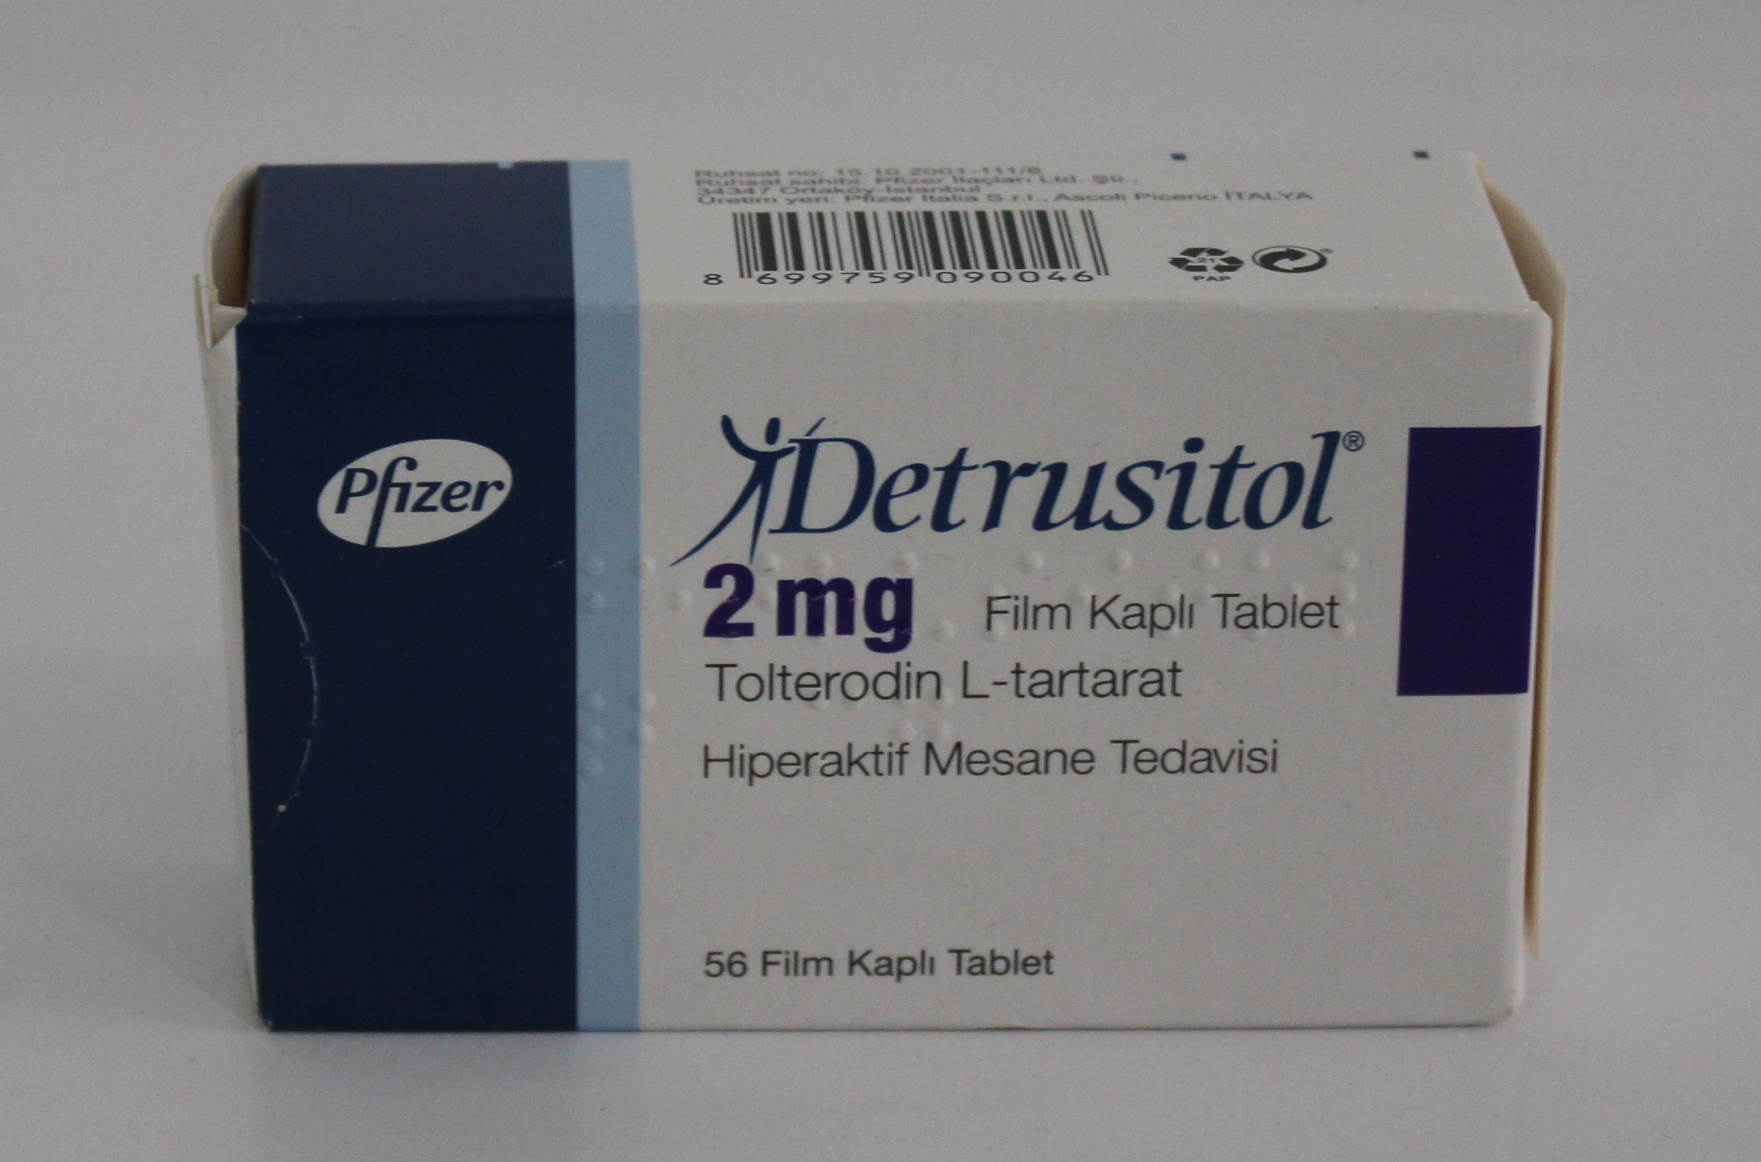 Ruhsat no: 15.10.2001-111/8
Ruhsat sahibi: Pfizer İlaçları Ltd. Şti.,
34347 Ortaköy-İstanbul
Üretim yeri: Pfizer Italia S.r.l., Ascoli Piceno İTALYA
8 699759 090046
21
PAP
Pfizer
Detrusitol®
2 mg Film Kaplı Tablet
Tolterodin L-tartarat
Hiperaktif Mesane Tedavisi
56 Film Kaplı Tablet